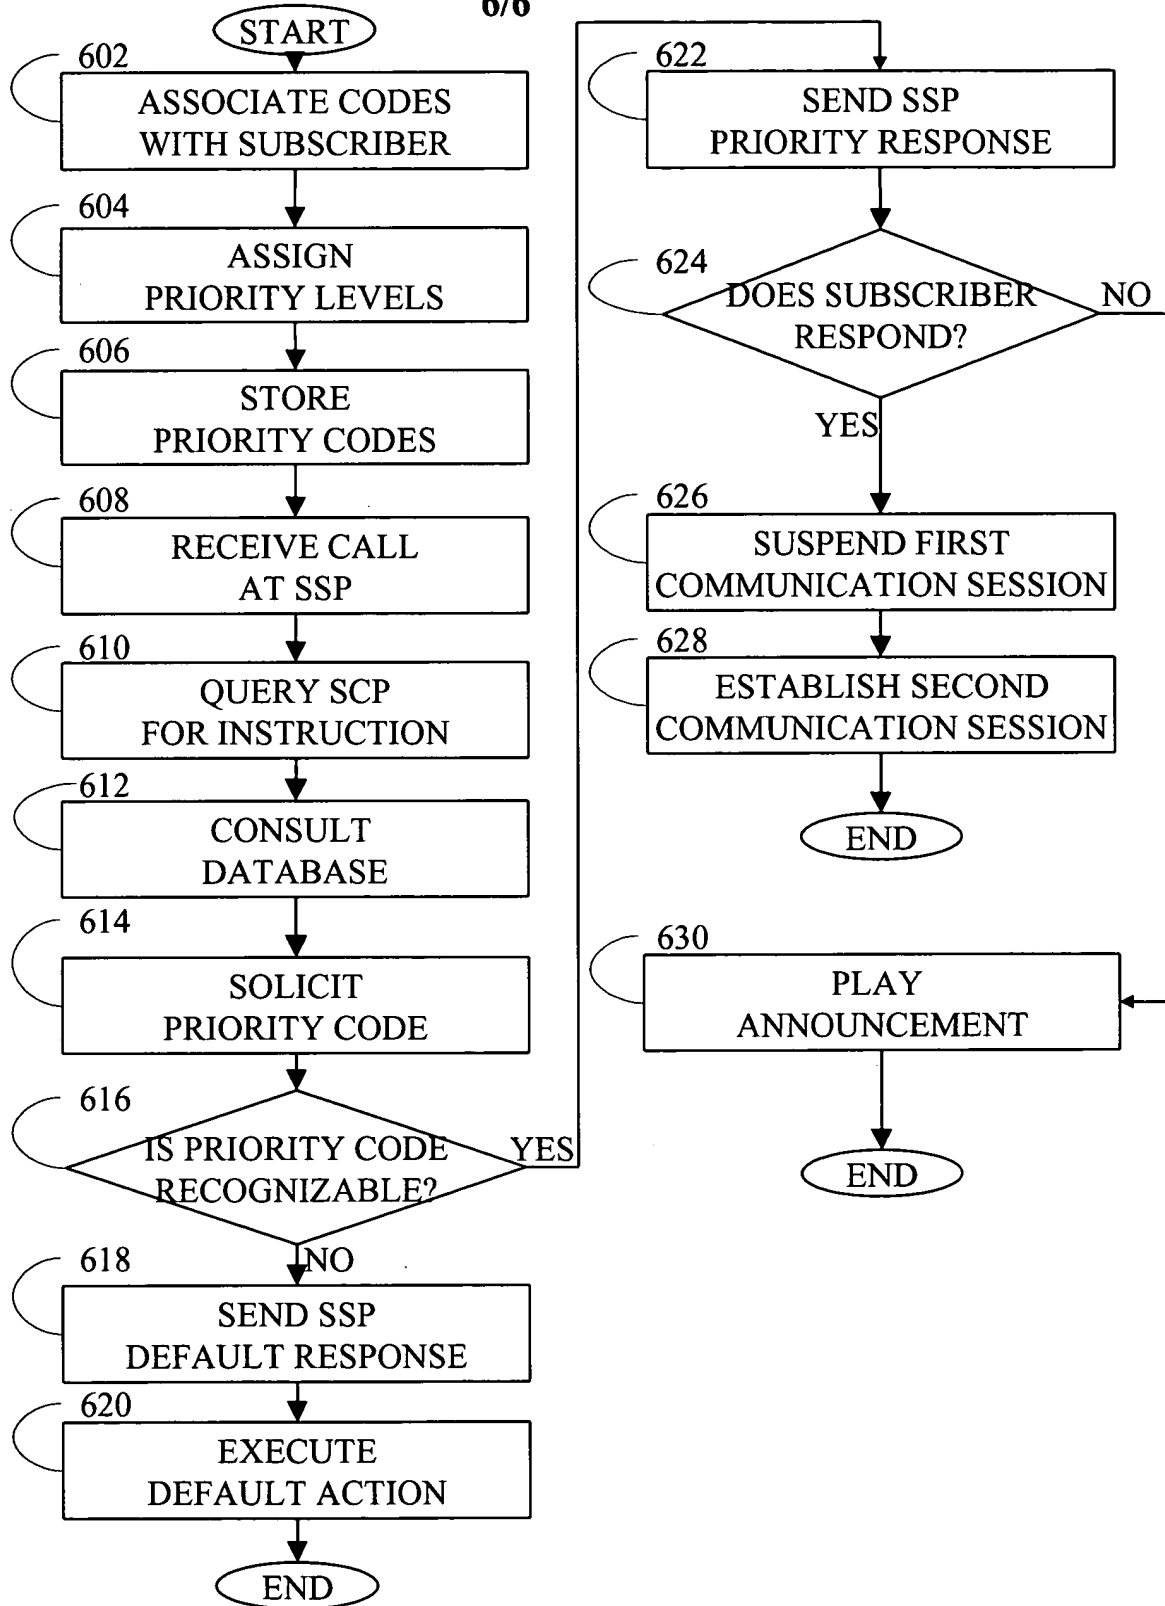 6/6
START
602
ASSOCIATE CODES
WITH SUBSCRIBER
604
ASSIGN
PRIORITY LEVELS
606
STORE
PRIORITY CODES
608
RECEIVE CALL
AT SSP
610
QUERY SCP
FOR INSTRUCTION
612
CONSULT
DATABASE
614
SOLICIT
PRIORITY CODE
616
IS PRIORITY CODE
RECOGNIZABLE?
YES
NO
618
SEND SSP
DEFAULT RESPONSE
620
EXECUTE
DEFAULT ACTION
END
622
SEND SSP
PRIORITY RESPONSE
624
DOES SUBSCRIBER
RESPOND?
NO
YES
626
SUSPEND FIRST
COMMUNICATION SESSION
628
ESTABLISH SECOND
COMMUNICATION SESSION
END
630
PLAY
ANNOUNCEMENT
END